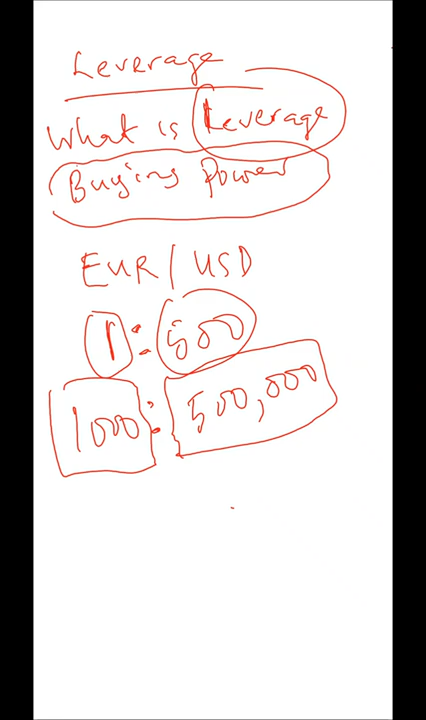 Leverage
What is Leverage
Buying Power
EUR/USD
1:500
1000:500,000